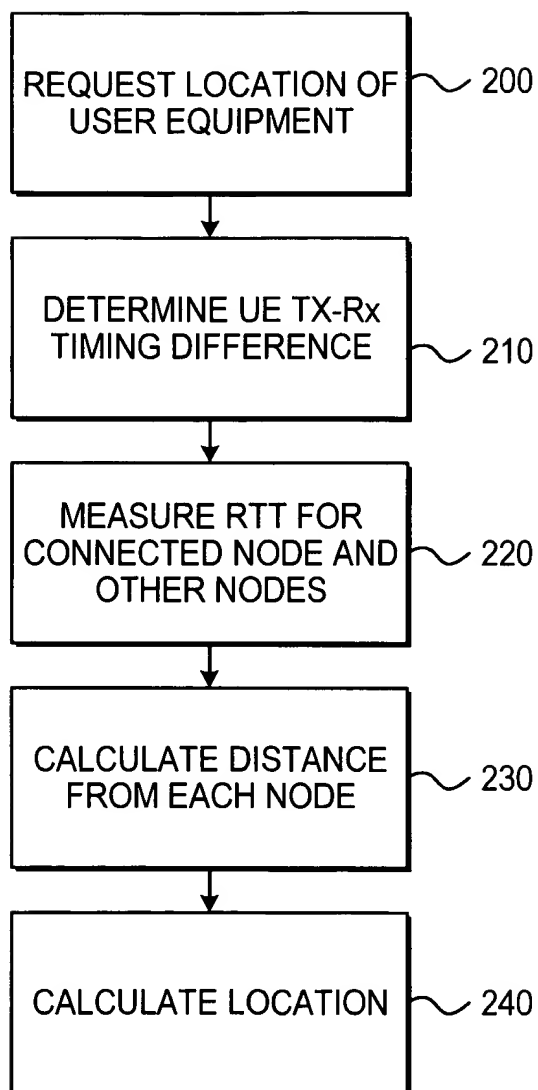 REQUEST LOCATION OF
USER EQUIPMENT
200
DETERMINE UE TX-Rx
TIMING DIFFERENCE
210
MEASURE RTT FOR
CONNECTED NODE AND
OTHER NODES
220
CALCULATE DISTANCE
FROM EACH NODE
230
CALCULATE LOCATION
240